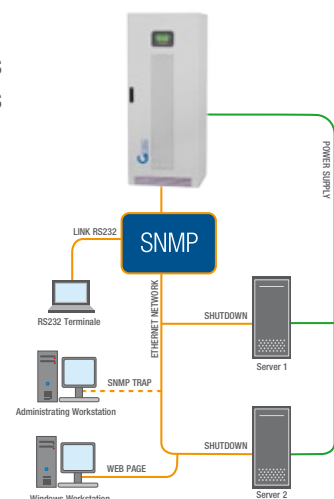 s
s
POWER SUPPLY
LINK RS232
SNMP
RS232 Terminale
ETHERNET NETWORK
SHUTDOWN
Server 1
SNMP TRAP
Administrating Workstation
SHUTDOWN
WEB PAGE
Windows Workstation
Server 2